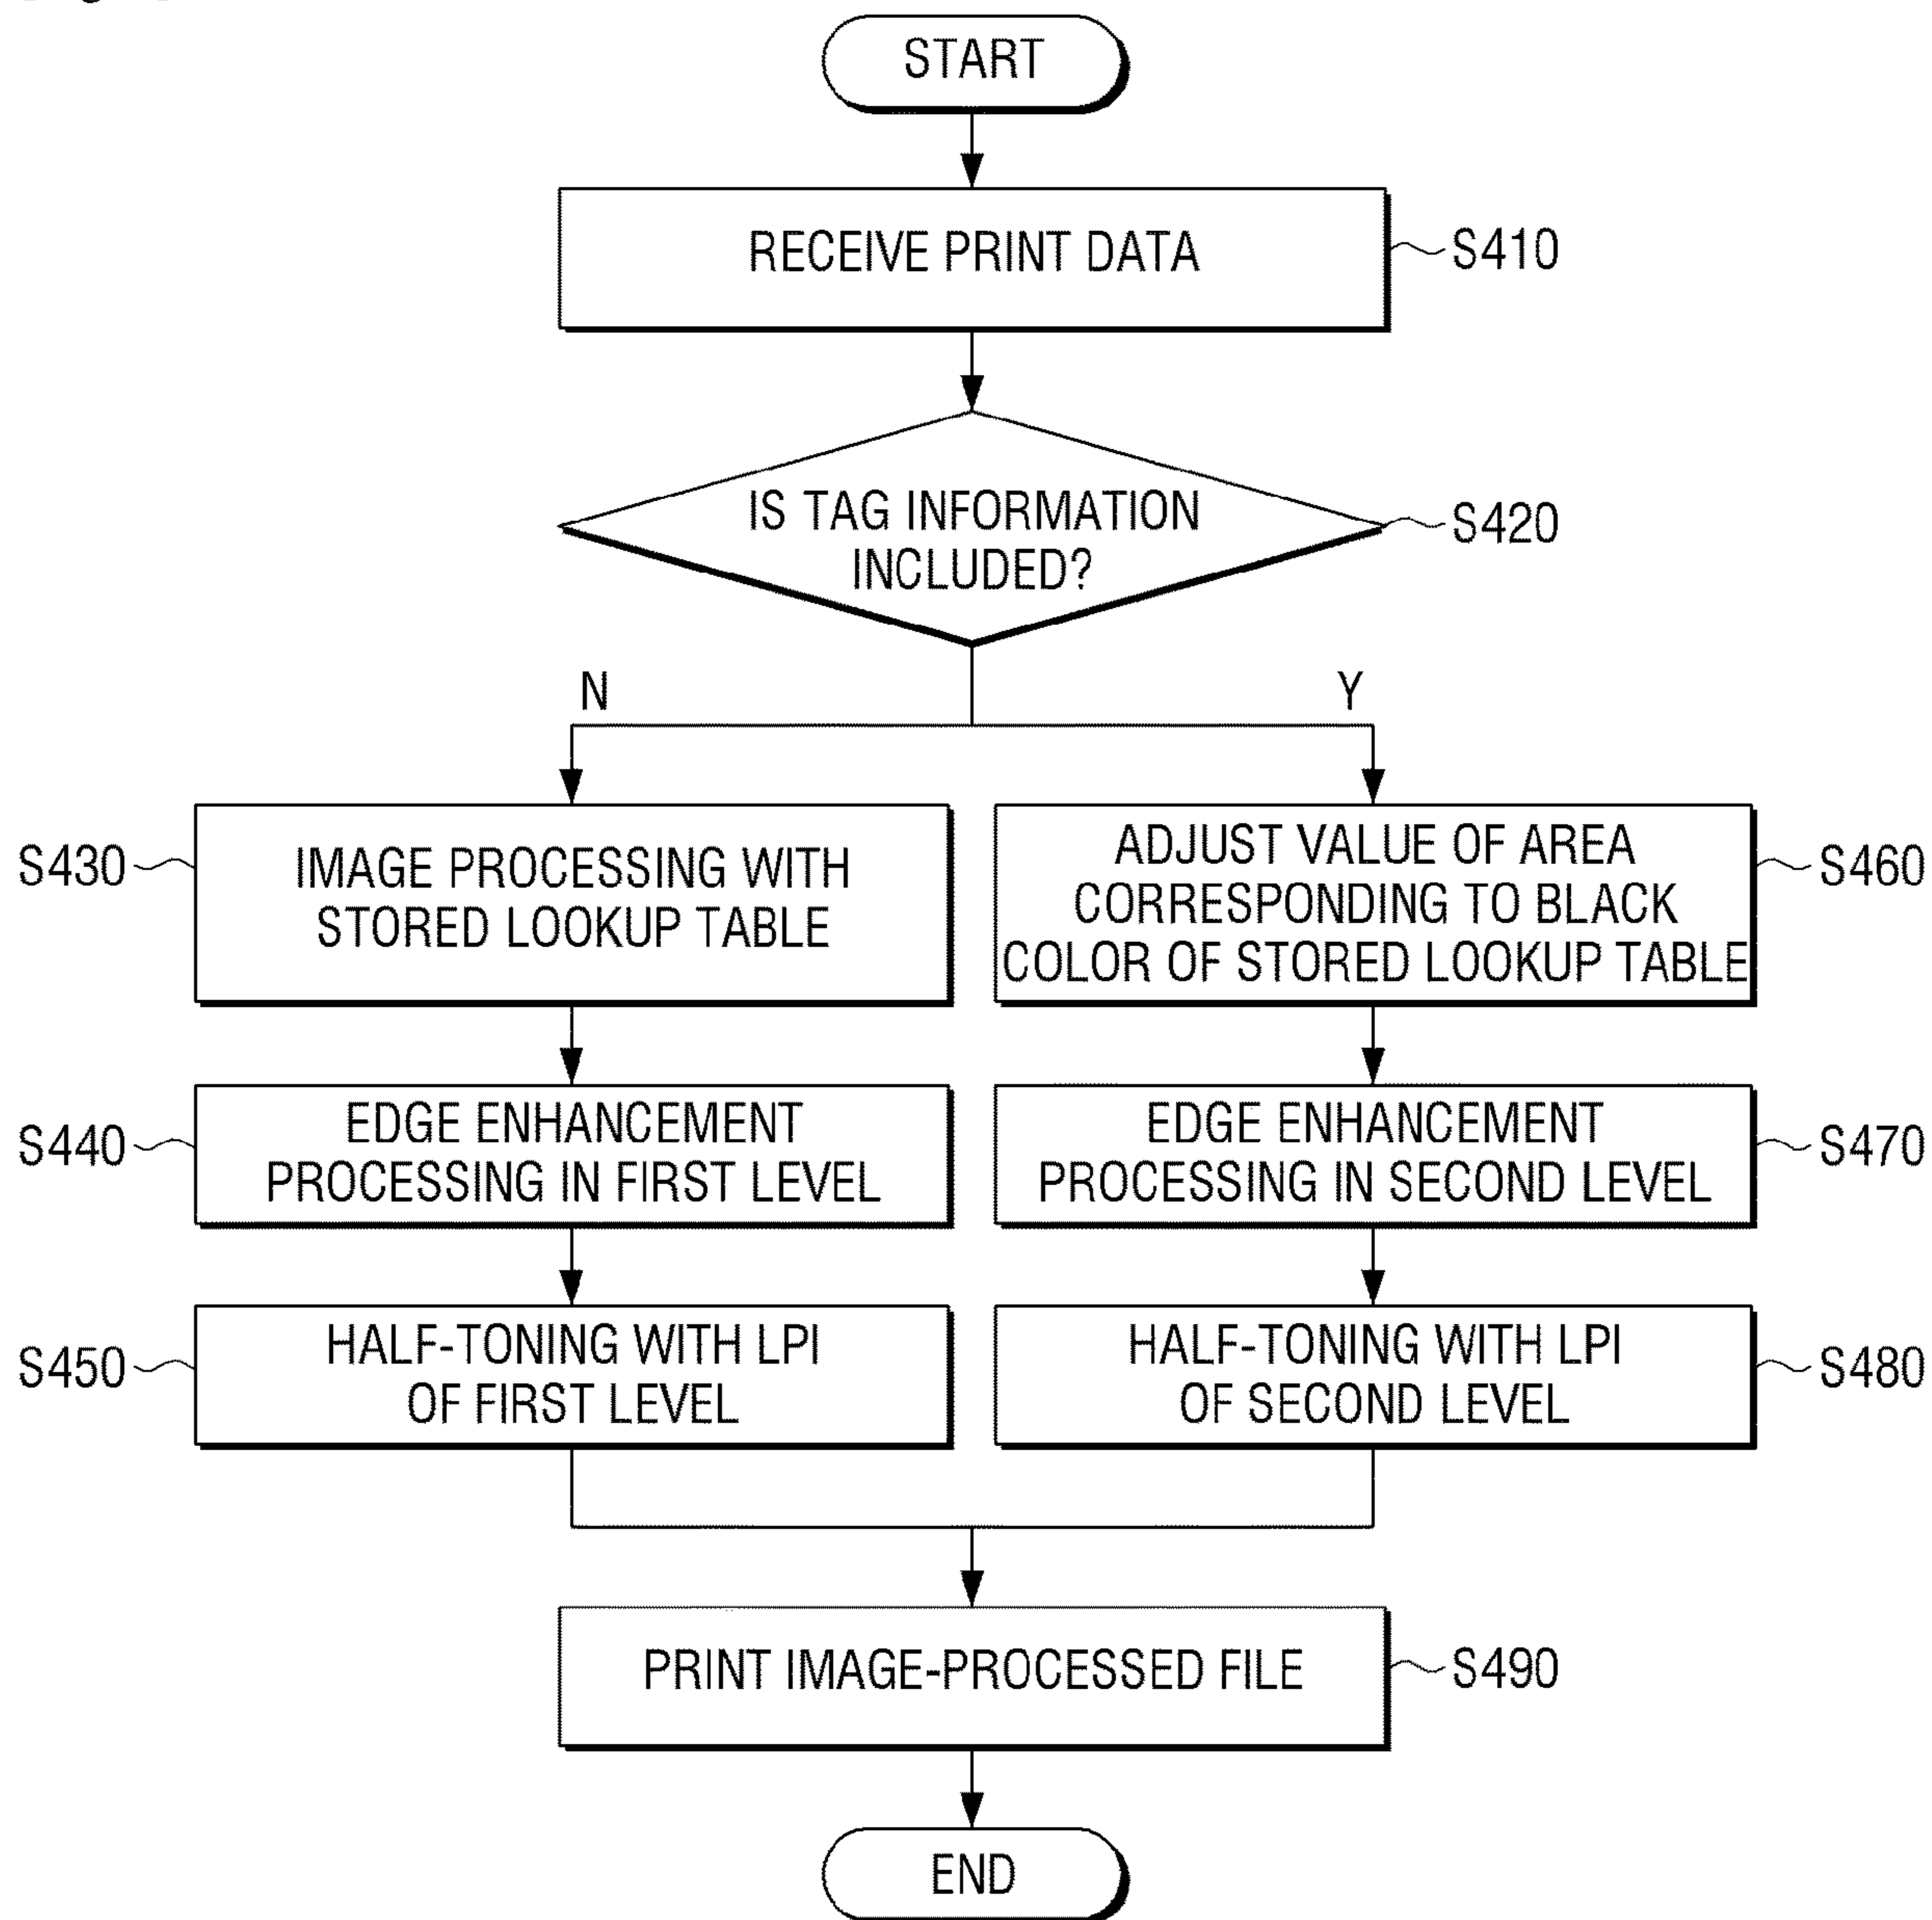 START
RECEIVE PRINT DATA
S410
IS TAG INFORMATION
INCLUDED?
S420
N
Y
S430
IMAGE PROCESSING WITH
STORED LOOKUP TABLE
ADJUST VALUE OF AREA
CORRESPONDING TO BLACK
COLOR OF STORED LOOKUP TABLE
S460
S440
EDGE ENHANCEMENT
PROCESSING IN FIRST LEVEL
EDGE ENHANCEMENT
PROCESSING IN SECOND LEVEL
S470
S450
HALF-TONING WITH LPI
OF FIRST LEVEL
HALF-TONING WITH LPI
OF SECOND LEVEL
S480
PRINT IMAGE-PROCESSED FILE
S490
END